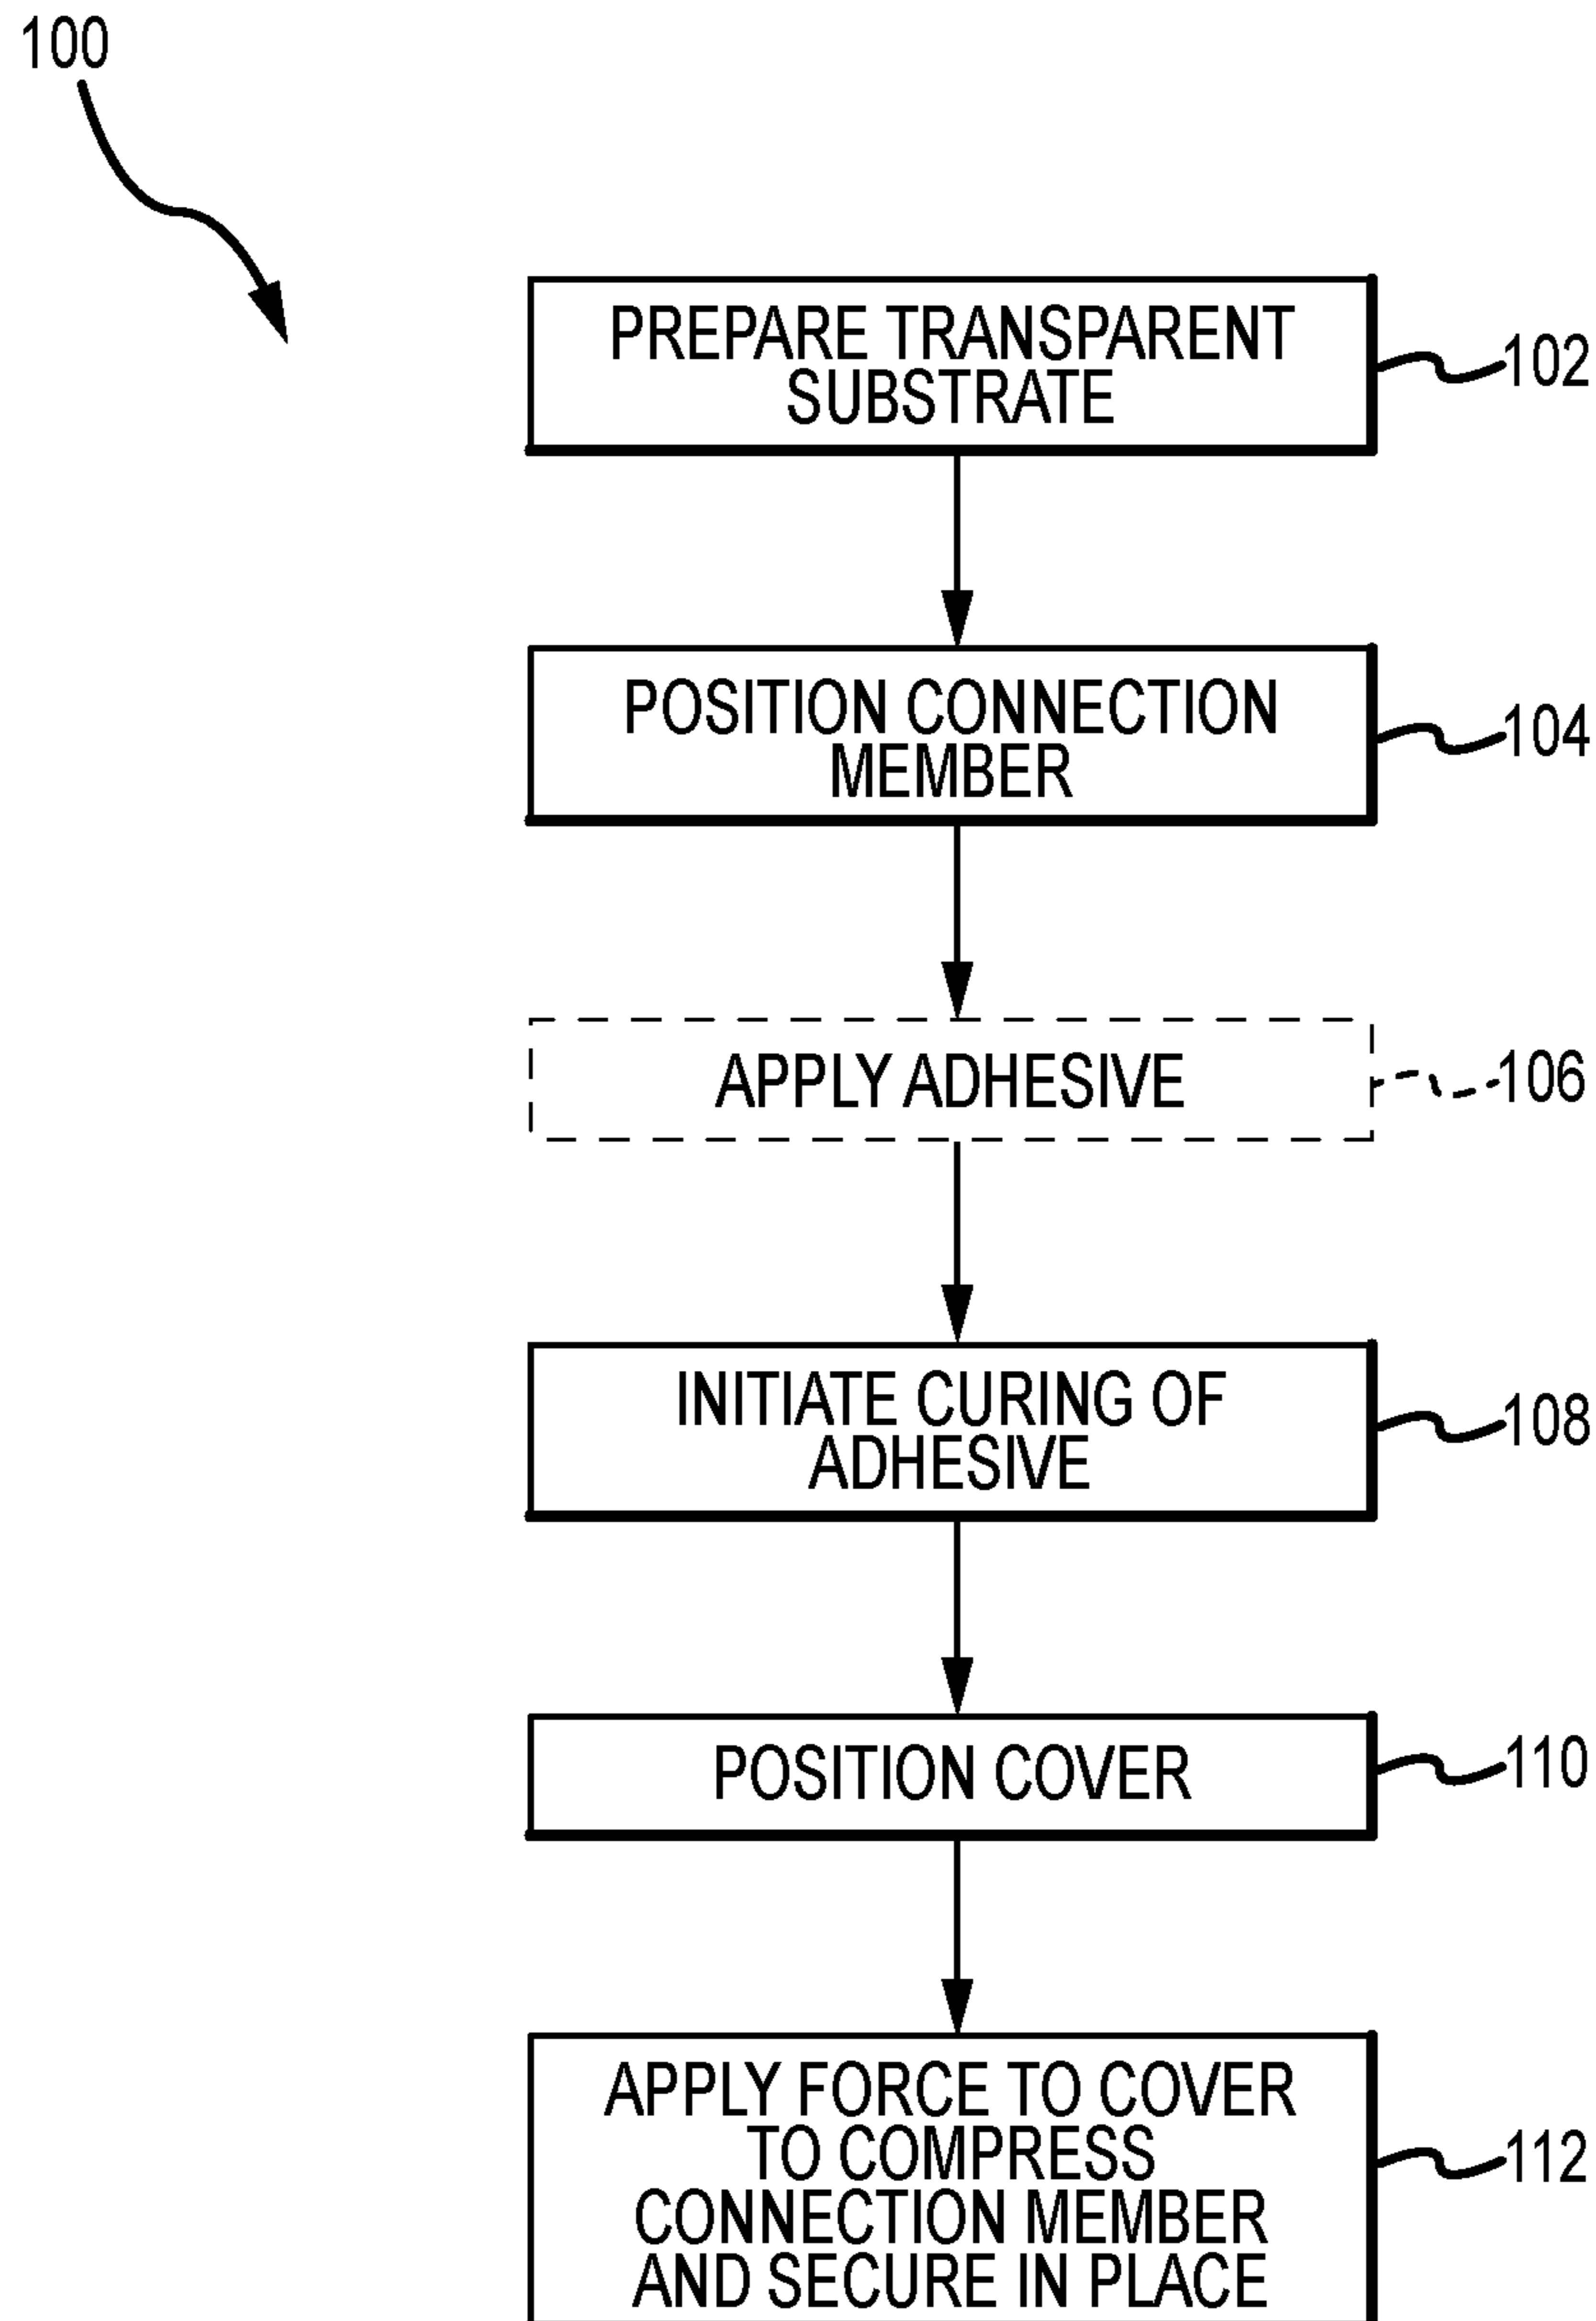 100
PREPARE TRANSPARENT
SUBSTRATE
102
POSITION CONNECTION
MEMBER
104
APPLY ADHESIVE
106
INITIATE CURING OF
ADHESIVE
108
POSITION COVER
110
APPLY FORCE TO COVER
TO COMPRESS
CONNECTION MEMBER
AND SECURE IN PLACE
112